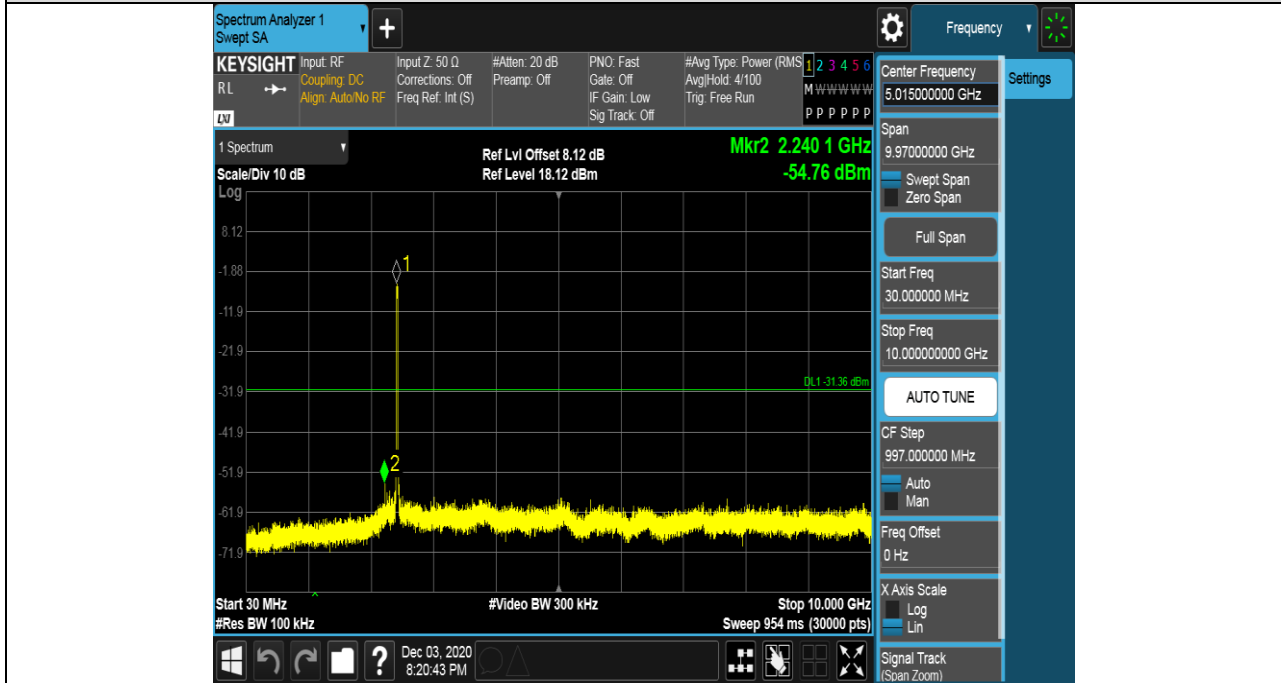 Spectrum Analyzer 1
Swept SA
Frequency
KEYSIGHT
RL
LXI
Input: RF
Coupling: DC
Align: Auto/No RF
Input Z: 50 Ω
Corrections: Off
Freq Ref: Int (S)
#Atten: 20 dB
Preamp: Off
PNO: Fast
Gate: Off
IF Gain: Low
Sig Track: Off
#Avg Type: Power (RMS
Avg|Hold: 4/100
Trig: Free Run
1 2 3 4 5 6
M W W W W W
P P P P P P
1 Spectrum
Scale/Div 10 dB
Log
Ref Lvl Offset 8.12 dB
Ref Level 18.12 dBm
Mkr2 2.240 1 GHz
-54.76 dBm
8.12
-1.88
-11.9
-21.9
-31.9
-41.9
-51.9
-61.9
-71.9
1
2
DL1 -31.36 dBm
Start 30 MHz
#Res BW 100 kHz
#Video BW 300 kHz
Stop 10.000 GHz
Sweep 954 ms (30000 pts)
Dec 03, 2020
8:20:43 PM
Center Frequency
5.015000000 GHz
Settings
Span
9.97000000 GHz
Swept Span
Zero Span
Full Span
Start Freq
30.000000 MHz
Stop Freq
10.000000000 GHz
AUTO TUNE
CF Step
997.000000 MHz
Auto
Man
Freq Offset
0 Hz
X Axis Scale
Log
Lin
Signal Track
(Span Zoom)